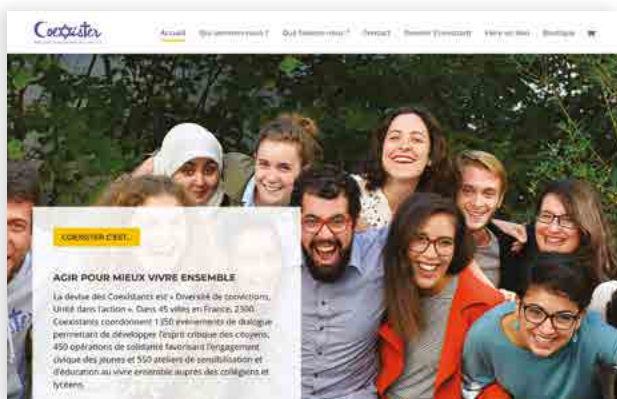 Coexister
Accueil Qui sommes-nous ? Que faisons-nous ? Contact Devenir Coexistant Faire un don Boutique
COEXISTER C'EST...
AGIR POUR MIEUX VIVRE ENSEMBLE
La devise des Coexistants est « Diversité de convictions,
Unité dans l'action ». Dans 45 villes en France, 2300
Coexistants coordonnent 1350 évènements de dialogue
permettant de développer l'esprit critique des citoyens,
450 opérations de solidarité favorisant l'engagement
civique des jeunes et 550 ateliers de sensibilisation et
d'éducation au vivre ensemble auprès des collégiens et
lycéens.